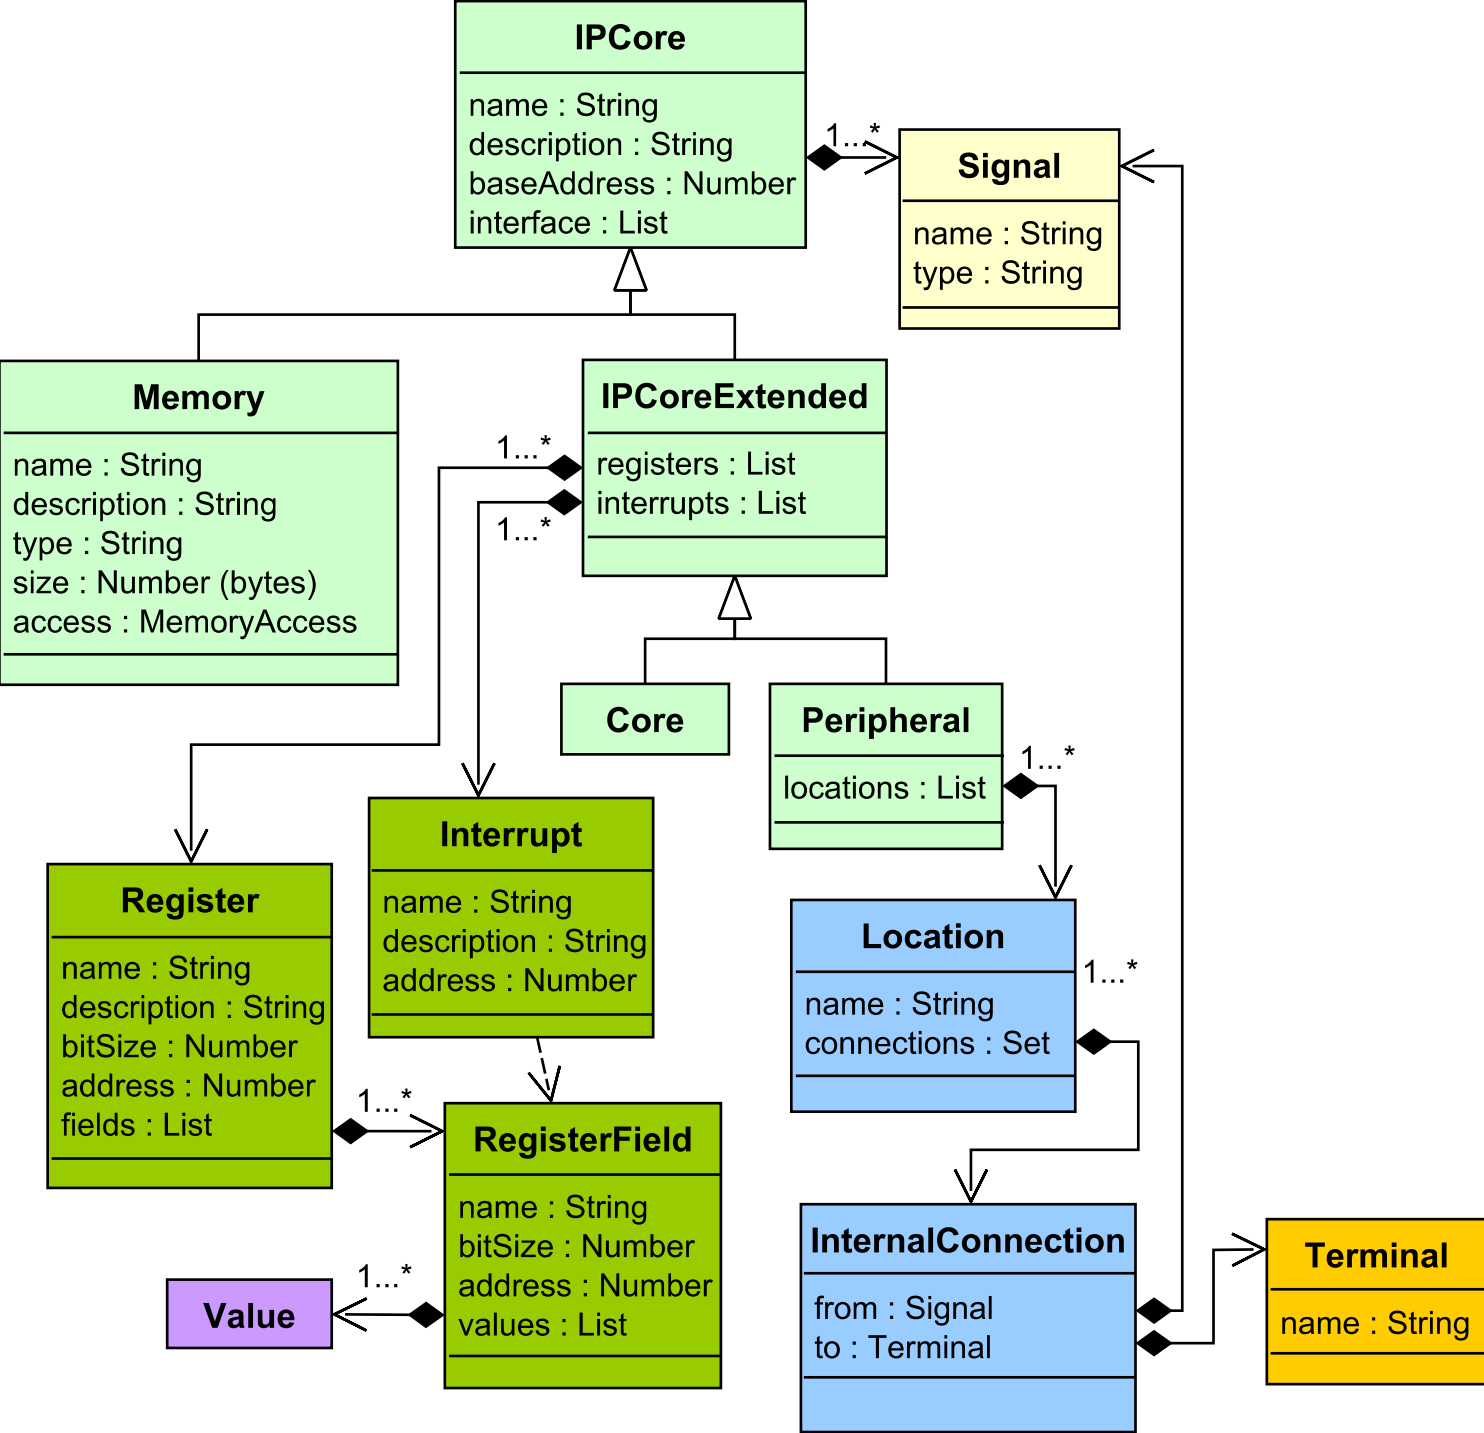 IPCore
name : String
description : String
baseAddress : Number
interface : List
1...*
Signal
name : String
type : String
Memory
name : String
description : String
type : String
size : Number (bytes)
access : MemoryAccess
IPCoreExtended
registers : List
interrupts : List
1...*
1...*
Core
Peripheral
locations : List
1...*
Interrupt
name : String
description : String
address : Number
Register
name : String
description : String
bitSize : Number
address : Number
fields : List
1...*
Location
name : String
connections : Set
1...*
RegisterField
name : String
bitSize : Number
address : Number
values : List
1...*
Value
InternalConnection
from : Signal
to : Terminal
Terminal
name : String